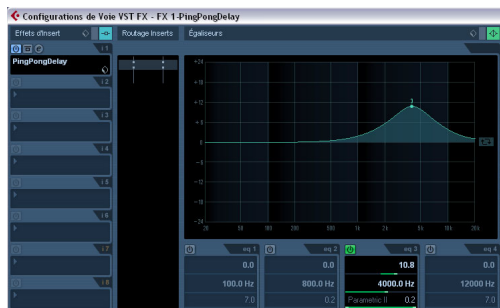 Configurations de Voie VST FX - FX 1-PingPongDelay
Effets d'Insert
Routage Inserts
Égaliseurs
i 1
PingPongDelay
i 2
i 3
i 4
i 5
i 6
i 7
i 8
+24
+18
+12
+6
0
-6
-12
-18
-24
20
50
100
200
500
1k
2k
5k
10k
20k
3
eq 1
0.0
100.0 Hz
7.0
eq 2
0.0
800.0 Hz
0.2
eq 3
10.8
4000.0 Hz
Parametric II 0.2
eq 4
0.0
12000 Hz
7.0